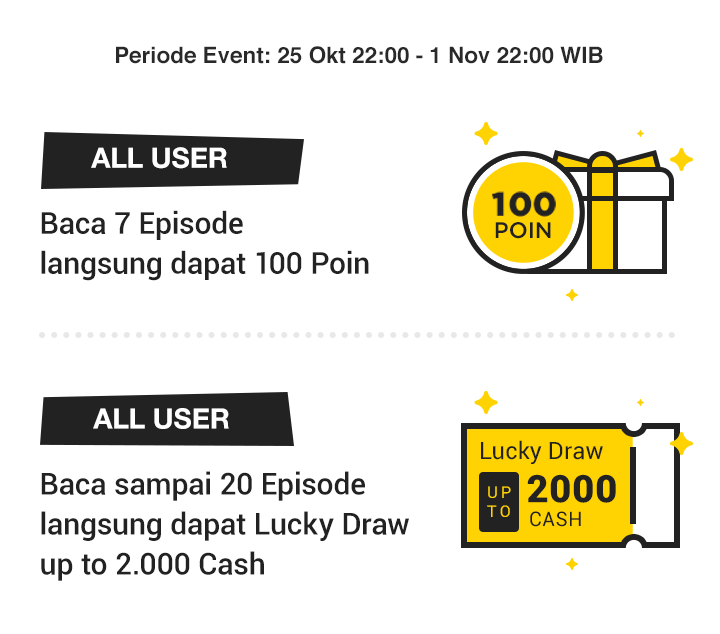 Periode Event: 25 Okt 22:00 - 1 Nov 22:00 WIB
ALL USER
Baca 7 Episode
langsung dapat 100 Poin
100
POIN
ALL USER
Baca sampai 20 Episode
langsung dapat Lucky Draw
up to 2.000 Cash
Lucky Draw
UP
TO
2000
CASH